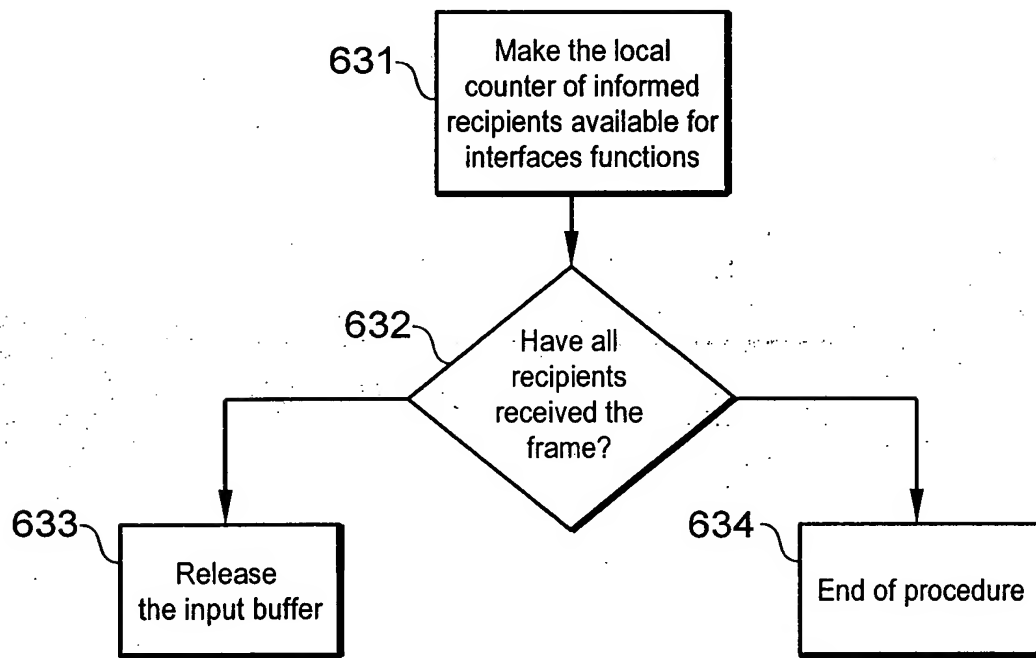 631
Make the local
counter of informed
recipients available for
interfaces functions
632
Have all
recipients
received the
frame?
633
Release
the input buffer
634
End of procedure